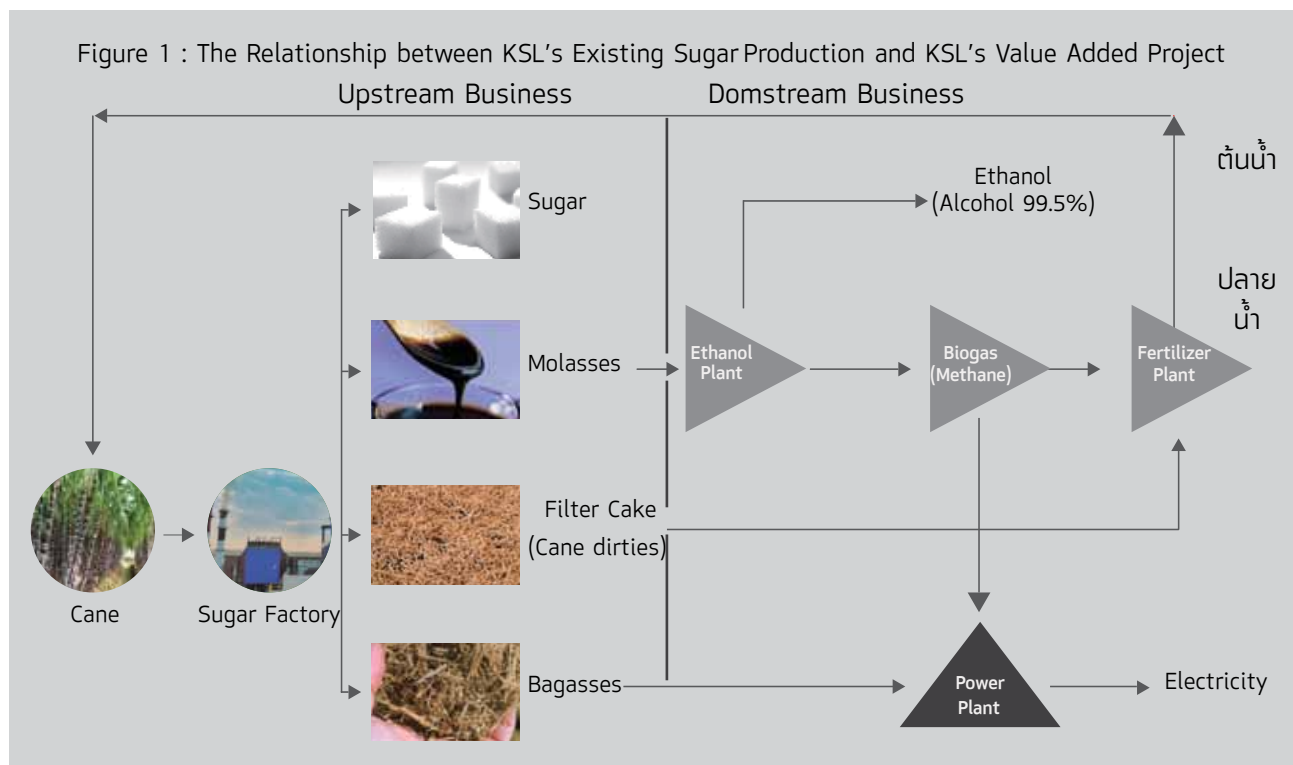 Figure 1 : The Relationship between KSL's Existing Sugar Production and KSL's Value Added Project
Upstream Business
Domstream Business
ต้นน้ำ
Ethanol
(Alcohol 99.5%)
Sugar
ปลาย
น้ำ
Molasses
Ethanol
Plant
Biogas
(Methane)
Fertilizer
Plant
Filter Cake
(Cane dirties)
Cane
Sugar Factory
Bagasses
Power
Plant
Electricity